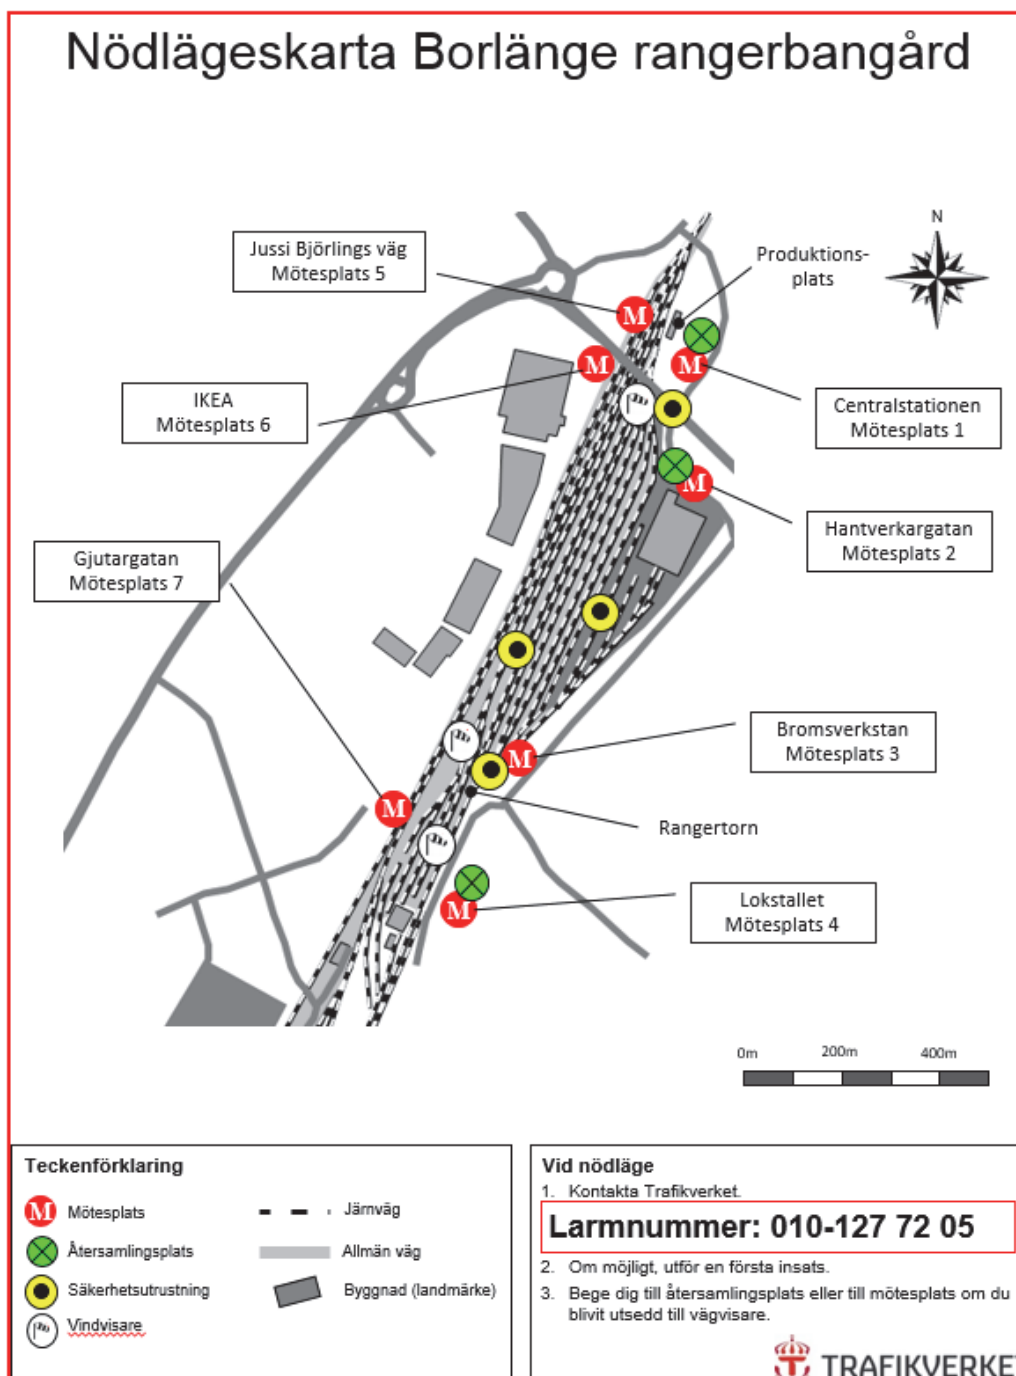 Nödlägeskarta Borlänge rangerbangård
N
Jussi Björlings väg
Mötesplats 5
Produktions-
plats
M
M
M
IKEA
Mötesplats 6
Centralstationen
Mötesplats 1
M
Hantverkargatan
Mötesplats 2
Gjutargatan
Mötesplats 7
Bromsverkstan
Mötesplats 3
M
M
Rangertorn
Lokstallet
Mötesplats 4
M
0m 200m 400m
Teckenförklaring
M Mötesplats
Återsamlingsplats
Säkerhetsutrustning
Vindvisare
Järnväg
Allmän väg
Byggnad (landmärke)
Vid nödläge
1. Kontakta Trafikverket.
Larmnummer: 010-127 72 05
2. Om möjligt, utför en första insats.
3. Bege dig till återsamlingsplats eller till mötesplats om du
blivit utsedd till vägvisare.
TRAFIKVERKET